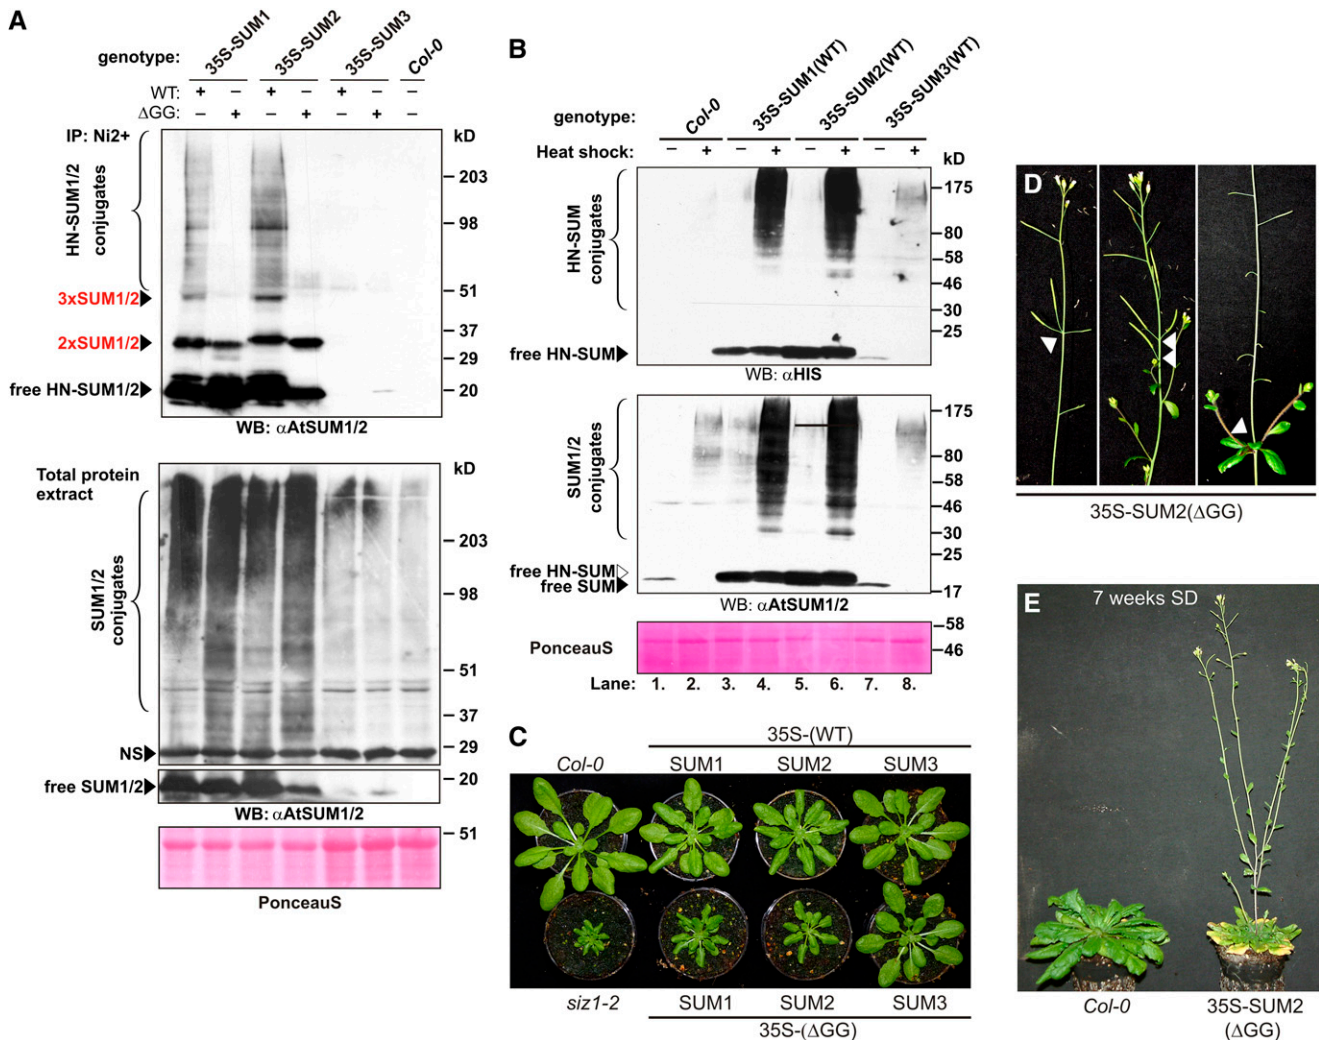 A
genotype:
35S-SUM1
35S-SUM2
35S-SUM3
Col-0
WT: + – + – + – –
ΔGG: – + – + – + –
IP: Ni2+
kD
HN-SUM1/2
conjugates
203
98
51
3xSUM1/2
37
2xSUM1/2
29
free HN-SUM1/2
20
WB: αAtSUM1/2
Total protein
extract
kD
SUM1/2
conjugates
203
98
51
37
NS
29
free SUM1/2
20
WB: αAtSUM1/2
51
PonceauS
B
genotype:
Col-0
35S-SUM1(WT)
35S-SUM2(WT)
35S-SUM3(WT)
Heat shock: – + – + – + – +
kD
HN-SUM
conjugates
175
80
58
46
30
25
free HN-SUM
WB: αHIS
SUM1/2
conjugates
175
80
58
46
30
25
free HN-SUM
free SUM
17
WB: αAtSUM1/2
58
PonceauS
46
Lane: 1. 2. 3. 4. 5. 6. 7. 8.
C
35S-(WT)
Col-0 SUM1 SUM2 SUM3
siz1-2 SUM1 SUM2 SUM3
35S-(ΔGG)
D
35S-SUM2(ΔGG)
E
7 weeks SD
Col-0
35S-SUM2
(ΔGG)